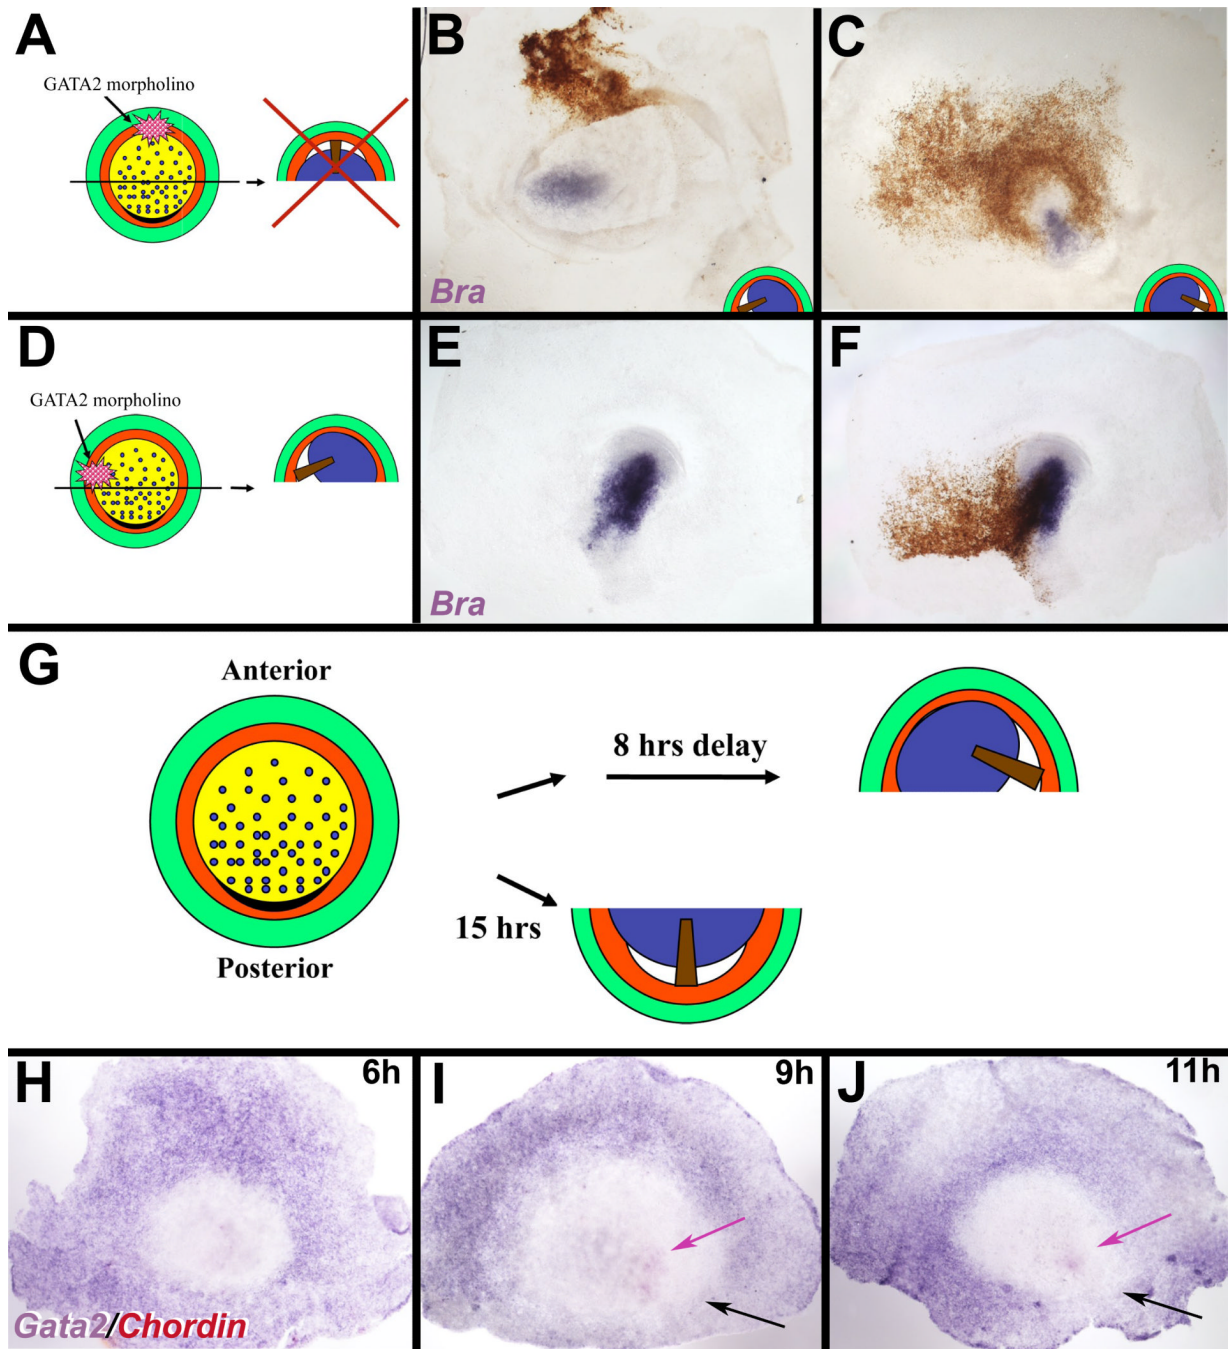 A
GATA2 morpholino
B
Bra
C
D
GATA2 morpholino
E
Bra
F
G
Anterior
8 hrs delay
15 hrs
Posterior
H
6h
Gata2/Chordin
I
9h
J
11h